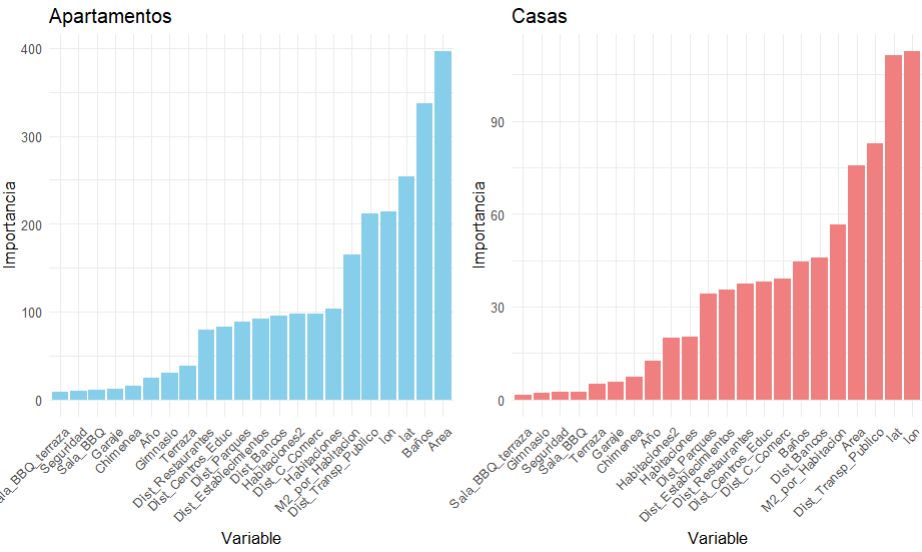 Apartamentos
400
300
200
100
0
Importancia
Sala_BBQ_terraza
Seguridad
Sala_BBQ
Garaje
Chimenea
Año
Gimnasio
Terraza
Dist_Restaurantes
Dist_Centros_Educ
Dist_Parques
Dist_Establecimientos
Dist_Bancos
Habitaciones2
Dist_C_Comerc
Habitaciones
M2_por_Habitacion
Dist_Transp_Publico
lon
lat
Baños
Area
Variable
Casas
90
60
30
0
Importancia
Sala_BBQ_terraza
Gimnasio
Seguridad
Sala_BBQ
Terraza
Garaje
Chimenea
Año
Habitaciones2
Habitaciones
Dist_Parques
Dist_Establecimientos
Dist_Restaurantes
Dist_Centros_Educ
Dist_C_Comerc
Baños
Dist_Bancos
M2_por_Habitacion
Area
Dist_Transp_Publico
lat
lon
Variable